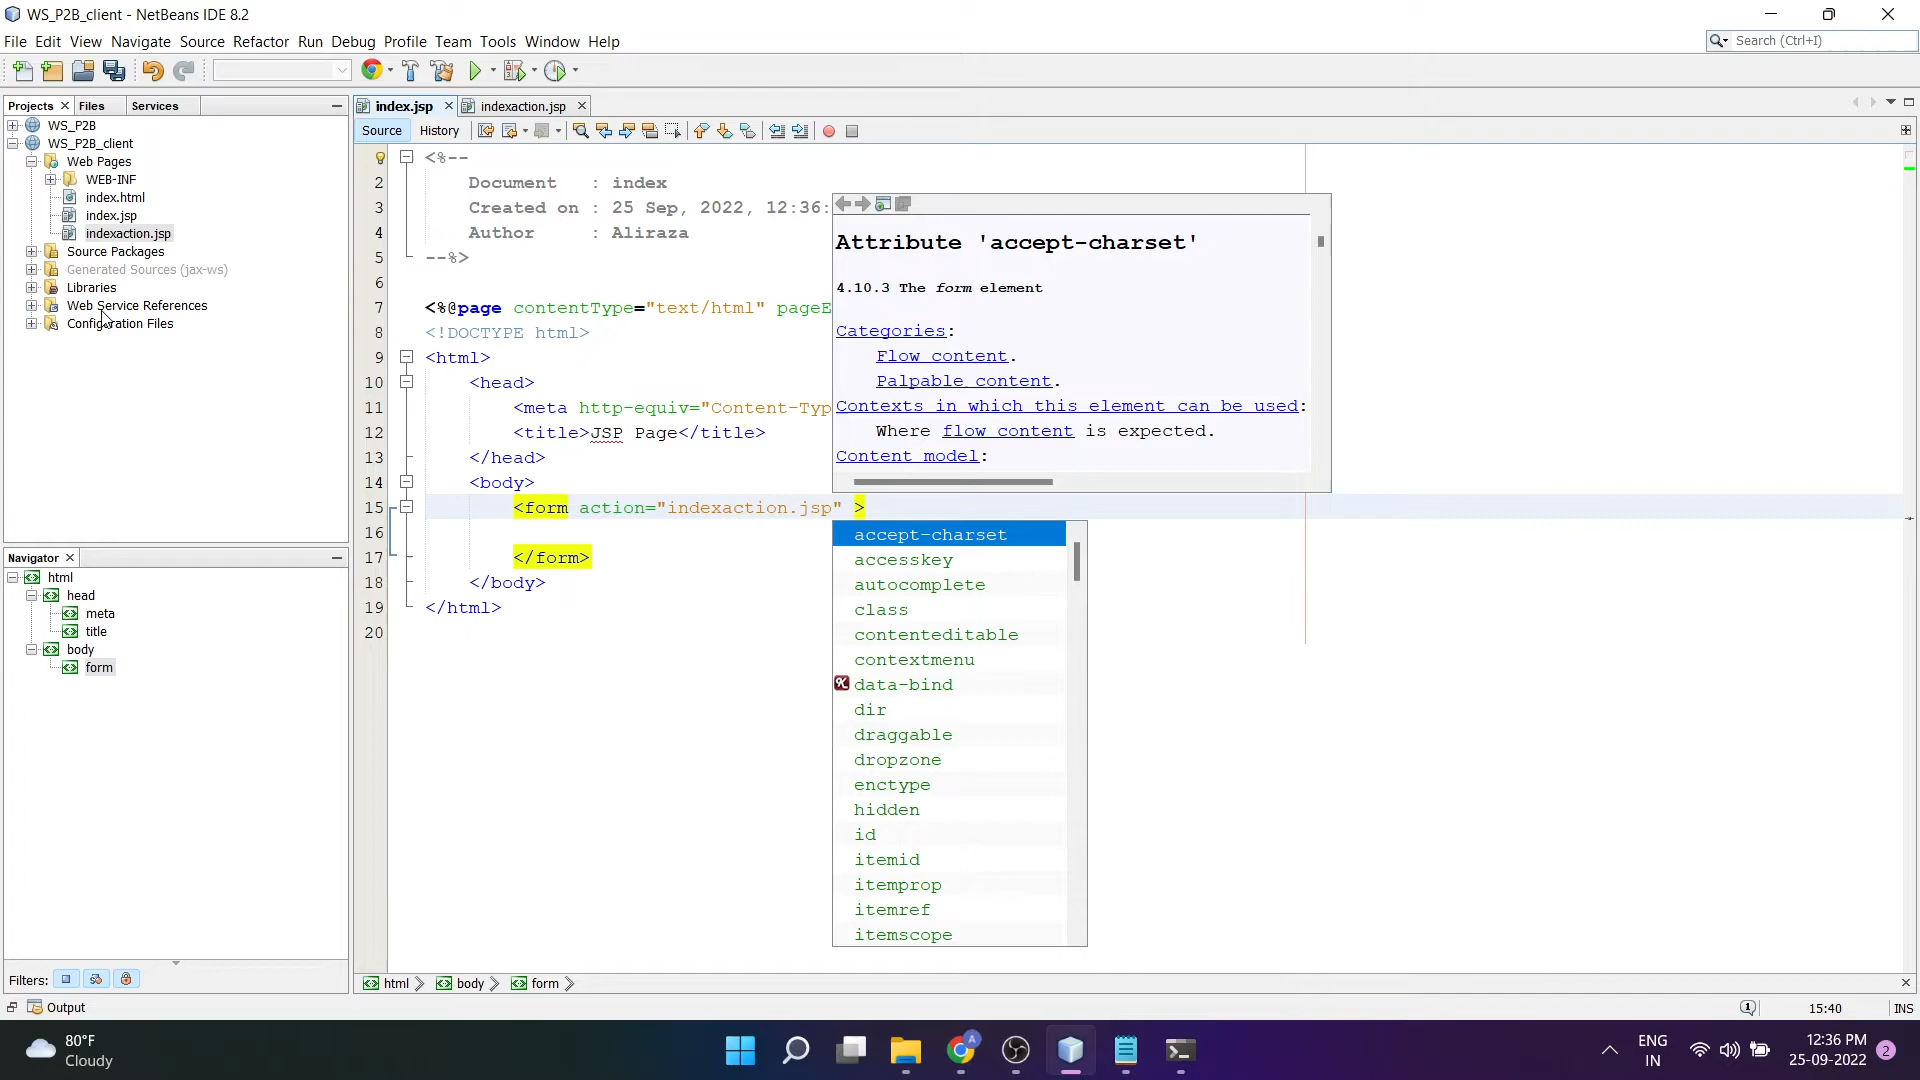 WS_P2B_client - NetBeans IDE 8.2
File Edit View Navigate Source Refactor Run Debug Profile Team Tools Window Help
Search (Ctrl+I)
Projects Files Services
index.jsp indexaction.jsp
Source History
WS_P2B
WS_P2B_client
Web Pages
WEB-INF
index.html
index.jsp
indexaction.jsp
Source Packages
Generated Sources (jax-ws)
Libraries
Web Service References
Configuration Files
<%--
2 Document : index
3 Created on : 25 Sep, 2022, 12:36:
4 Author : Aliraza
5 --%>
6
7 <%@page contentType="text/html" pageE
8 <!DOCTYPE html>
9 <html>
10 <head>
11 <meta http-equiv="Content-Typ
12 <title>JSP Page</title>
13 </head>
14 <body>
15 <form action="indexaction.jsp" >
16
17 </form>
18 </body>
19 </html>
20
Attribute 'accept-charset'
4.10.3 The form element
Categories:
Flow content.
Palpable content.
Contexts in which this element can be used:
Where flow content is expected.
Content model:
accept-charset
accesskey
autocomplete
class
contenteditable
contextmenu
data-bind
dir
draggable
dropzone
enctype
hidden
id
itemid
itemprop
itemref
itemscope
Navigator
html
head
meta
title
body
form
Filters:
html body form
Output
15:40 INS
80°F
Cloudy
ENG
IN
12:36 PM
25-09-2022
2